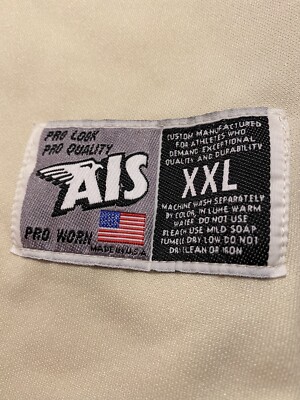 PRO LOOK
PRO QUALITY
AIS
PRO WORN
MADE IN U.S.A.
CUSTOM MANUFACTURED
FOR ATHLETES WHO
DEMAND EXCEPTIONAL
QUALITY AND DURABILITY
XXL
MACHINE WASH SEPARATELY
BY COLOR, IN LUKE WARM
WATER DO NOT USE
BLEACH USE MILD SOAP
TUMBLE DRY LOW DO NOT
DRYCLEAN OR IRON